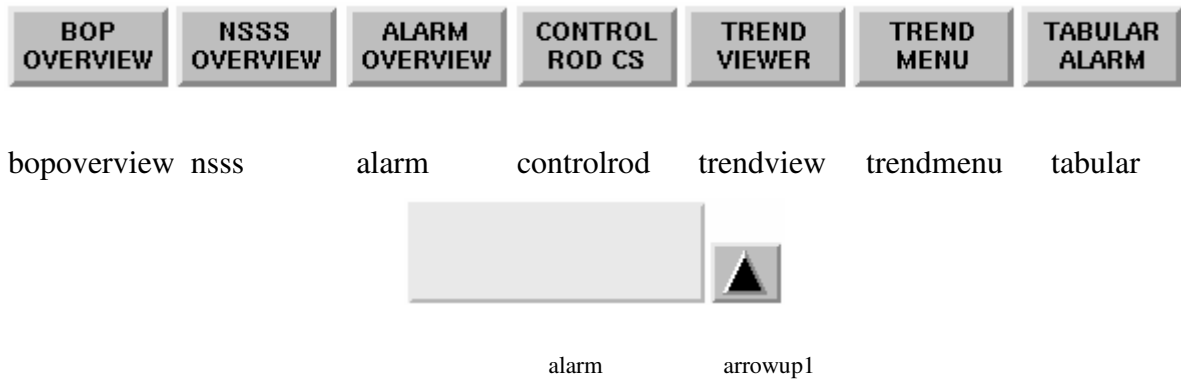 BOP OVERVIEW NSSS OVERVIEW ALARM OVERVIEW CONTROL ROD CS TREND VIEWER TREND MENU TABULAR ALARM
bopoverview nsss alarm controlrod trendview trendmenu tabular
alarm arrowup1